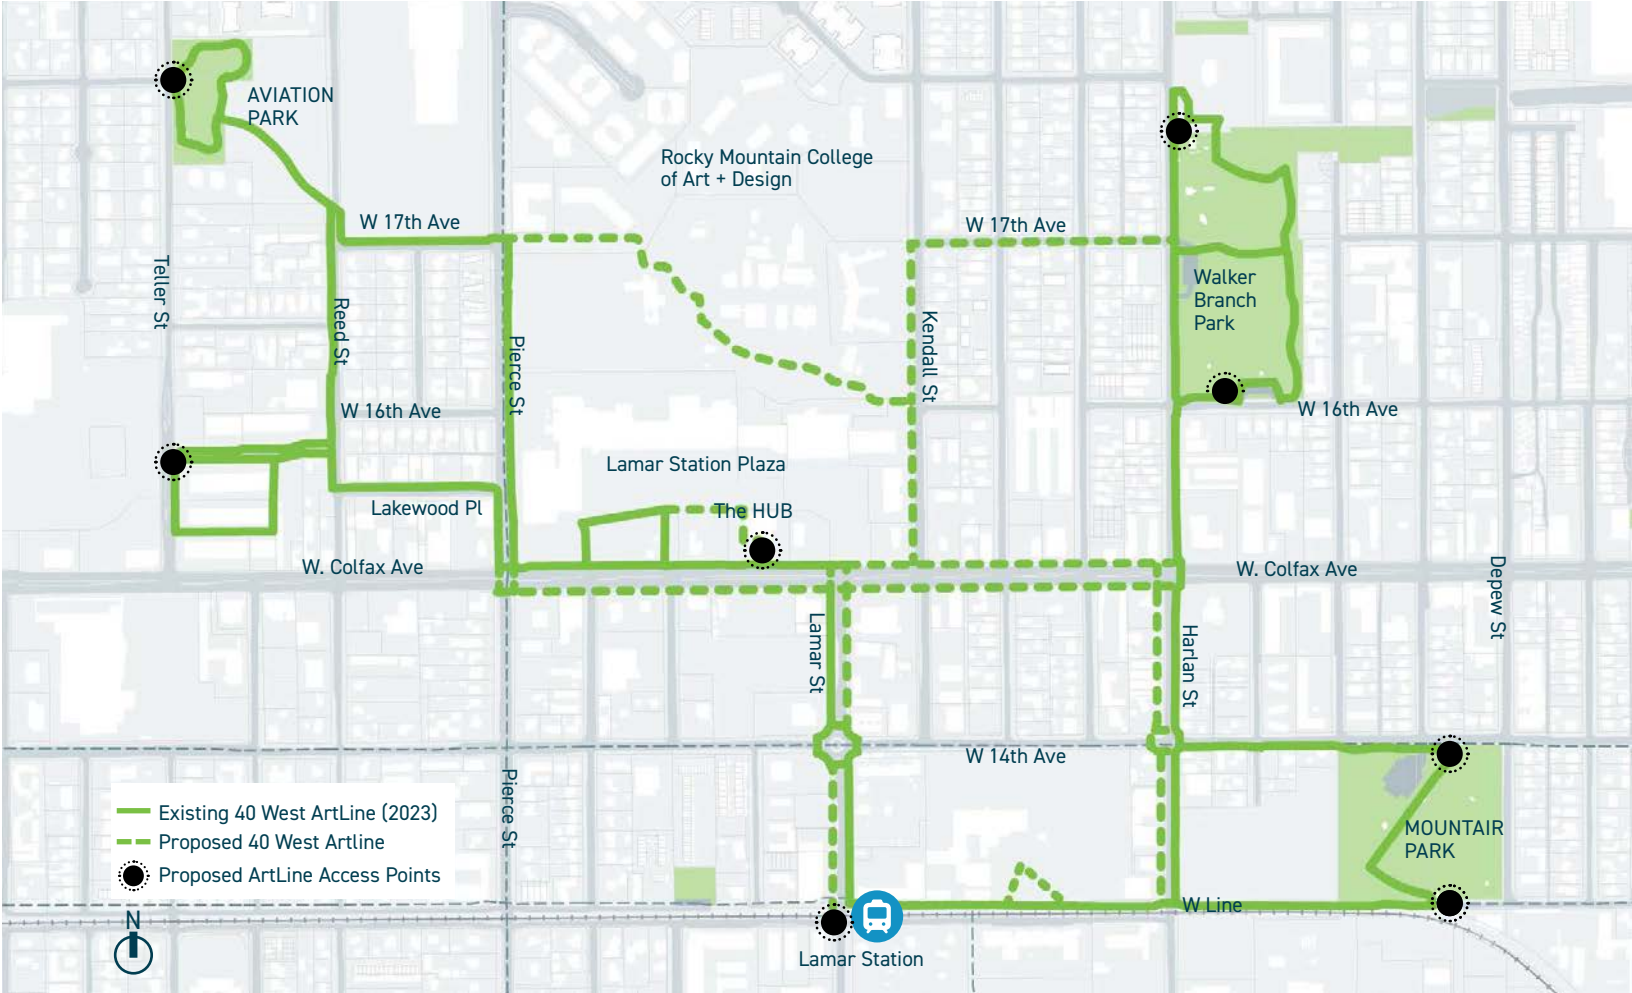 AVIATION
PARK
Rocky Mountain College
of Art + Design
W 17th Ave
W 17th Ave
Teller St
Reed St
Pierce St
Kendall St
Walker
Branch
Park
W 16th Ave
W 16th Ave
Lamar Station Plaza
Lakewood Pl
The HUB
W. Colfax Ave
W. Colfax Ave
Depew St
Lamar St
Harlan St
W 14th Ave
Pierce St
Existing 40 West ArtLine (2023)
Proposed 40 West Artline
Proposed ArtLine Access Points
MOUNTAIR
PARK
N
W Line
Lamar Station